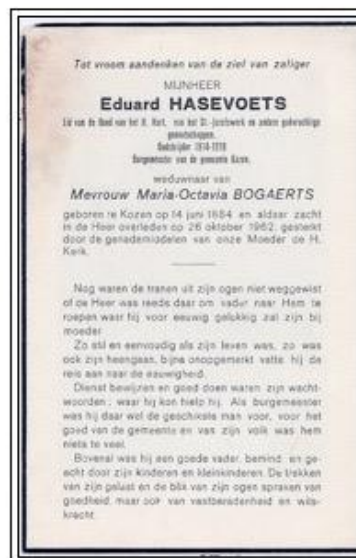 Tot vroom aandenken van de ziel van zaliger
MIJNHEER
Eduard HASEVOETS
Lid van de Bond van het H. Hart, van het St.-Jozefswerk en andere godvruchtige
genootschappen.
Oudstrijder 1914-1918
Burgemeester van de gemeente Kozen.
weduwnaar van
Mevrouw Maria-Octavia BOGAERTS
geboren te Kozen op 14 juni 1884 en aldaar zacht
in de Heer overleden op 26 oktober 1962, gesterkt
door de genademiddelen van onze Moeder de H.
Kerk.
Nog waren de tranen uit zijn ogen niet weggewist
of de Heer was reeds daar om vader naar Hem te
roepen waar hij voor eeuwig gelukkig zal zijn bij
moeder
Zo stil en eenvoudig als zijn leven was, zo was
ook zijn heengaan, bijna onopgemerkt vatte hij de
reis aan naar de eeuwigheid.
Dienst bewijzen en goed doen waren zijn wacht-
woorden; waar hij kon hielp hij. Als burgemeester
was hij daar wel de geschikste man voor, voor het
goed van de gemeente en van zijn volk was hem
niets te veel.
Bovenal was hij een goede vader, bemind en ge-
acht door zijn kinderen en kleinkinderen. De trekken
van zijn gelaat en de blik van zijn ogen spraken van
goedheid maar ook van vastberadenheid en wils-
kracht